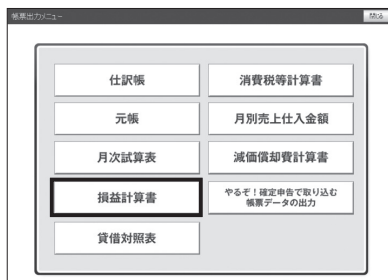 帳票出力メニュー
閉じる
仕訳帳
消費税等計算書
元帳
月別売上仕入金額
月次試算表
減価償却費計算書
損益計算書
やるぞ！確定申告で取り込む
帳票データの出力
貸借対照表